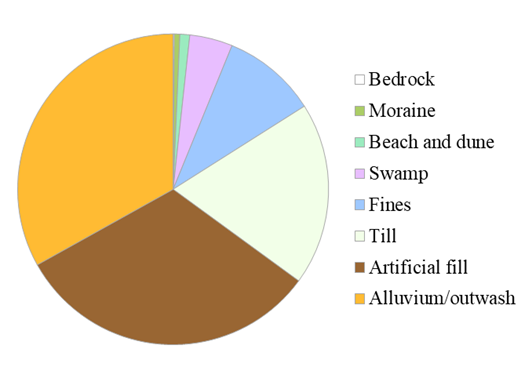 Bedrock
Moraine
Beach and dune
Swamp
Fines
Till
Artificial fill
Alluvium/outwash